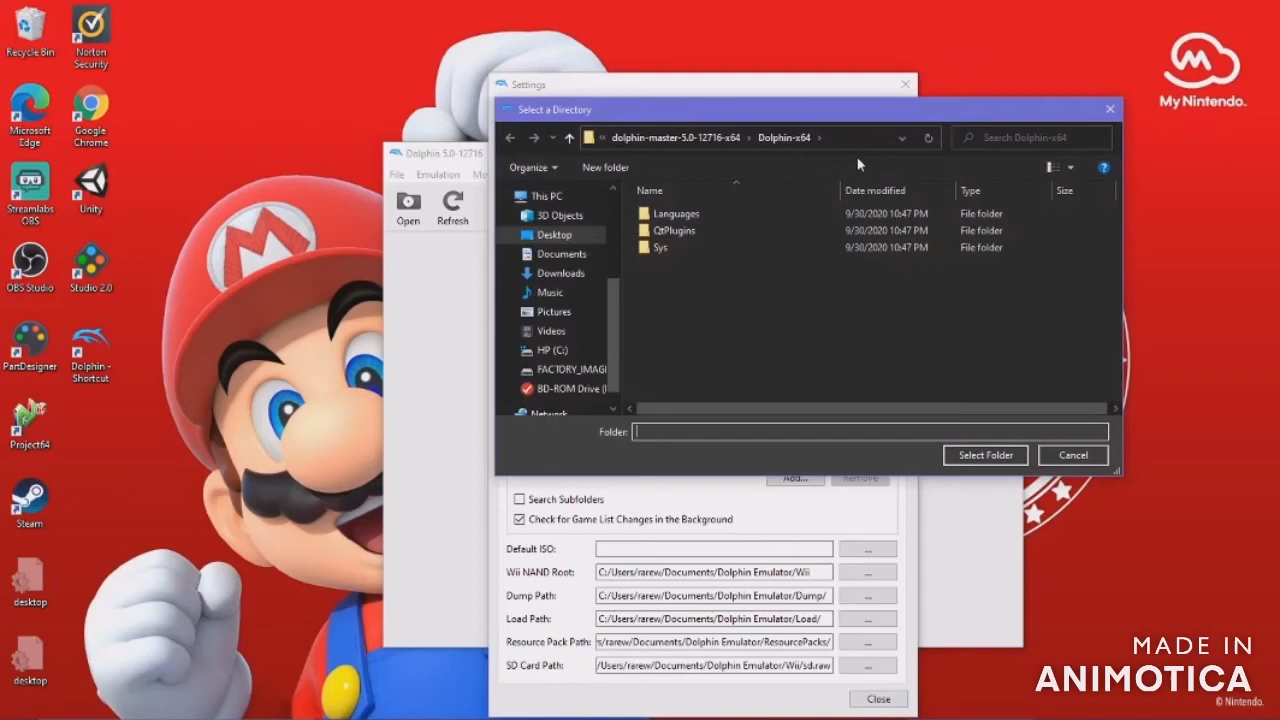 Recycle Bin
Norton
Security
Microsoft
Edge
Google
Chrome
Streamlabs
OBS
Unity
OBS Studio
Studio 2.0
PartDesigner
Dolphin -
Shortcut
Project64
Steam
desktop
desktop
M
My Nintendo.
Dolphin 5.0-12716
File
Emulation
Mo
Open
Refresh
Settings
Select a Directory
« dolphin-master-5.0-12716-x64 › Dolphin-x64 ›
Search Dolphin-x64
Organize
New folder
?
This PC
3D Objects
Desktop
Documents
Downloads
Music
Pictures
Videos
HP (C:)
FACTORY_IMAG
BD-ROM Drive (
Network
Name
Date modified
Type
Size
Languages 9/30/2020 10:47 PM File folder
QtPlugins 9/30/2020 10:47 PM File folder
Sys 9/30/2020 10:47 PM File folder
Folder:
Select Folder
Cancel
Add...
Remove
Search Subfolders
Check for Game List Changes in the Background
Default ISO: ...
Wii NAND Root: C:/Users/rarew/Documents/Dolphin Emulator/Wii ...
Dump Path: C:/Users/rarew/Documents/Dolphin Emulator/Dump/ ...
Load Path: C:/Users/rarew/Documents/Dolphin Emulator/Load/ ...
Resource Pack Path: s/rarew/Documents/Dolphin Emulator/ResourcePacks/ ...
SD Card Path: /Users/rarew/Documents/Dolphin Emulator/Wii/sd.raw ...
Close
MADE IN
ANIMOTICA
© Nintendo.